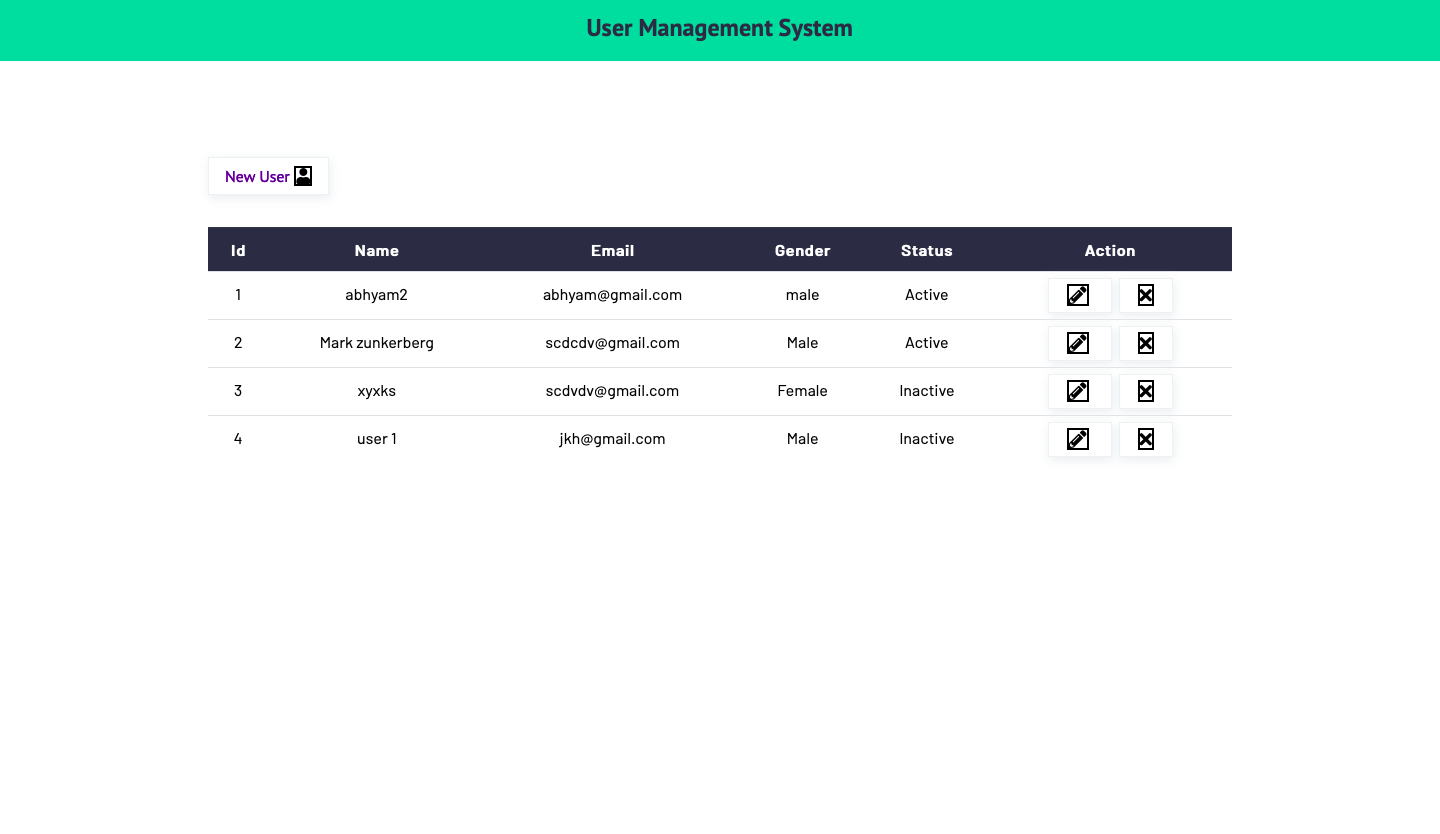 User Management System
New User
Id Name Email Gender Status Action
1 abhyam2 abhyam@gmail.com male Active
2 Mark zunkerberg scdcdv@gmail.com Male Active
3 xyxks scdvdv@gmail.com Female Inactive
4 user 1 jkh@gmail.com Male Inactive